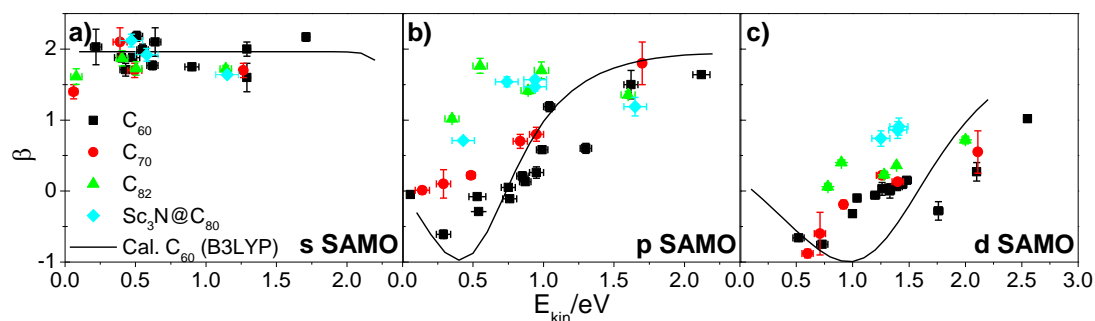 a)
b)
c)
2
1
0
-1
β
C60
C70
C82
Sc3N@C80
Cal. C60 (B3LYP)
s SAMO
p SAMO
d SAMO
0.0 0.5 1.0 1.5 2.0 0.0 0.5 1.0 1.5 2.0 0.0 0.5 1.0 1.5 2.0 2.5 3.0
Ekin/eV